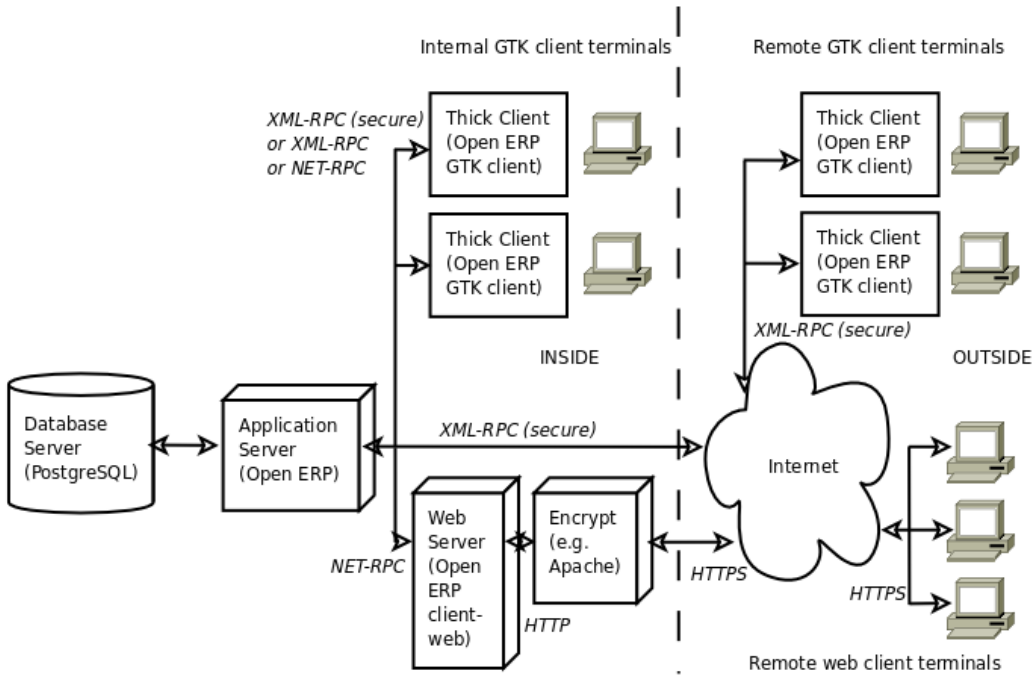 Internal GTK client terminals
Remote GTK client terminals
XML-RPC (secure)
or XML-RPC
or NET-RPC
Thick Client
(Open ERP
GTK client)
Thick Client
(Open ERP
GTK client)
Thick Client
(Open ERP
GTK client)
Thick Client
(Open ERP
GTK client)
XML-RPC (secure)
INSIDE
OUTSIDE
Database
Server
(PostgreSQL)
Application
Server
(Open ERP)
XML-RPC (secure)
Internet
Web
Server
(Open
ERP
client-
web)
Encrypt
(e.g.
Apache)
NET-RPC
HTTP
HTTPS
HTTPS
Remote web client terminals